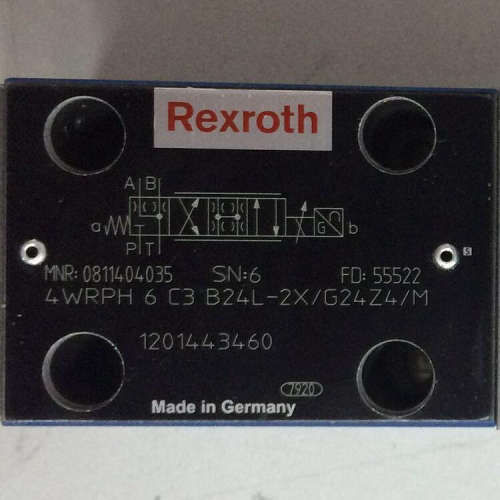 Rexroth
A B
a G b
T
P T
MNR: 0811404035 SN:6 FD: 55522
4WRPH 6 C3 B24L-2X/G24Z4/M
1201443460
7920
Made in Germany